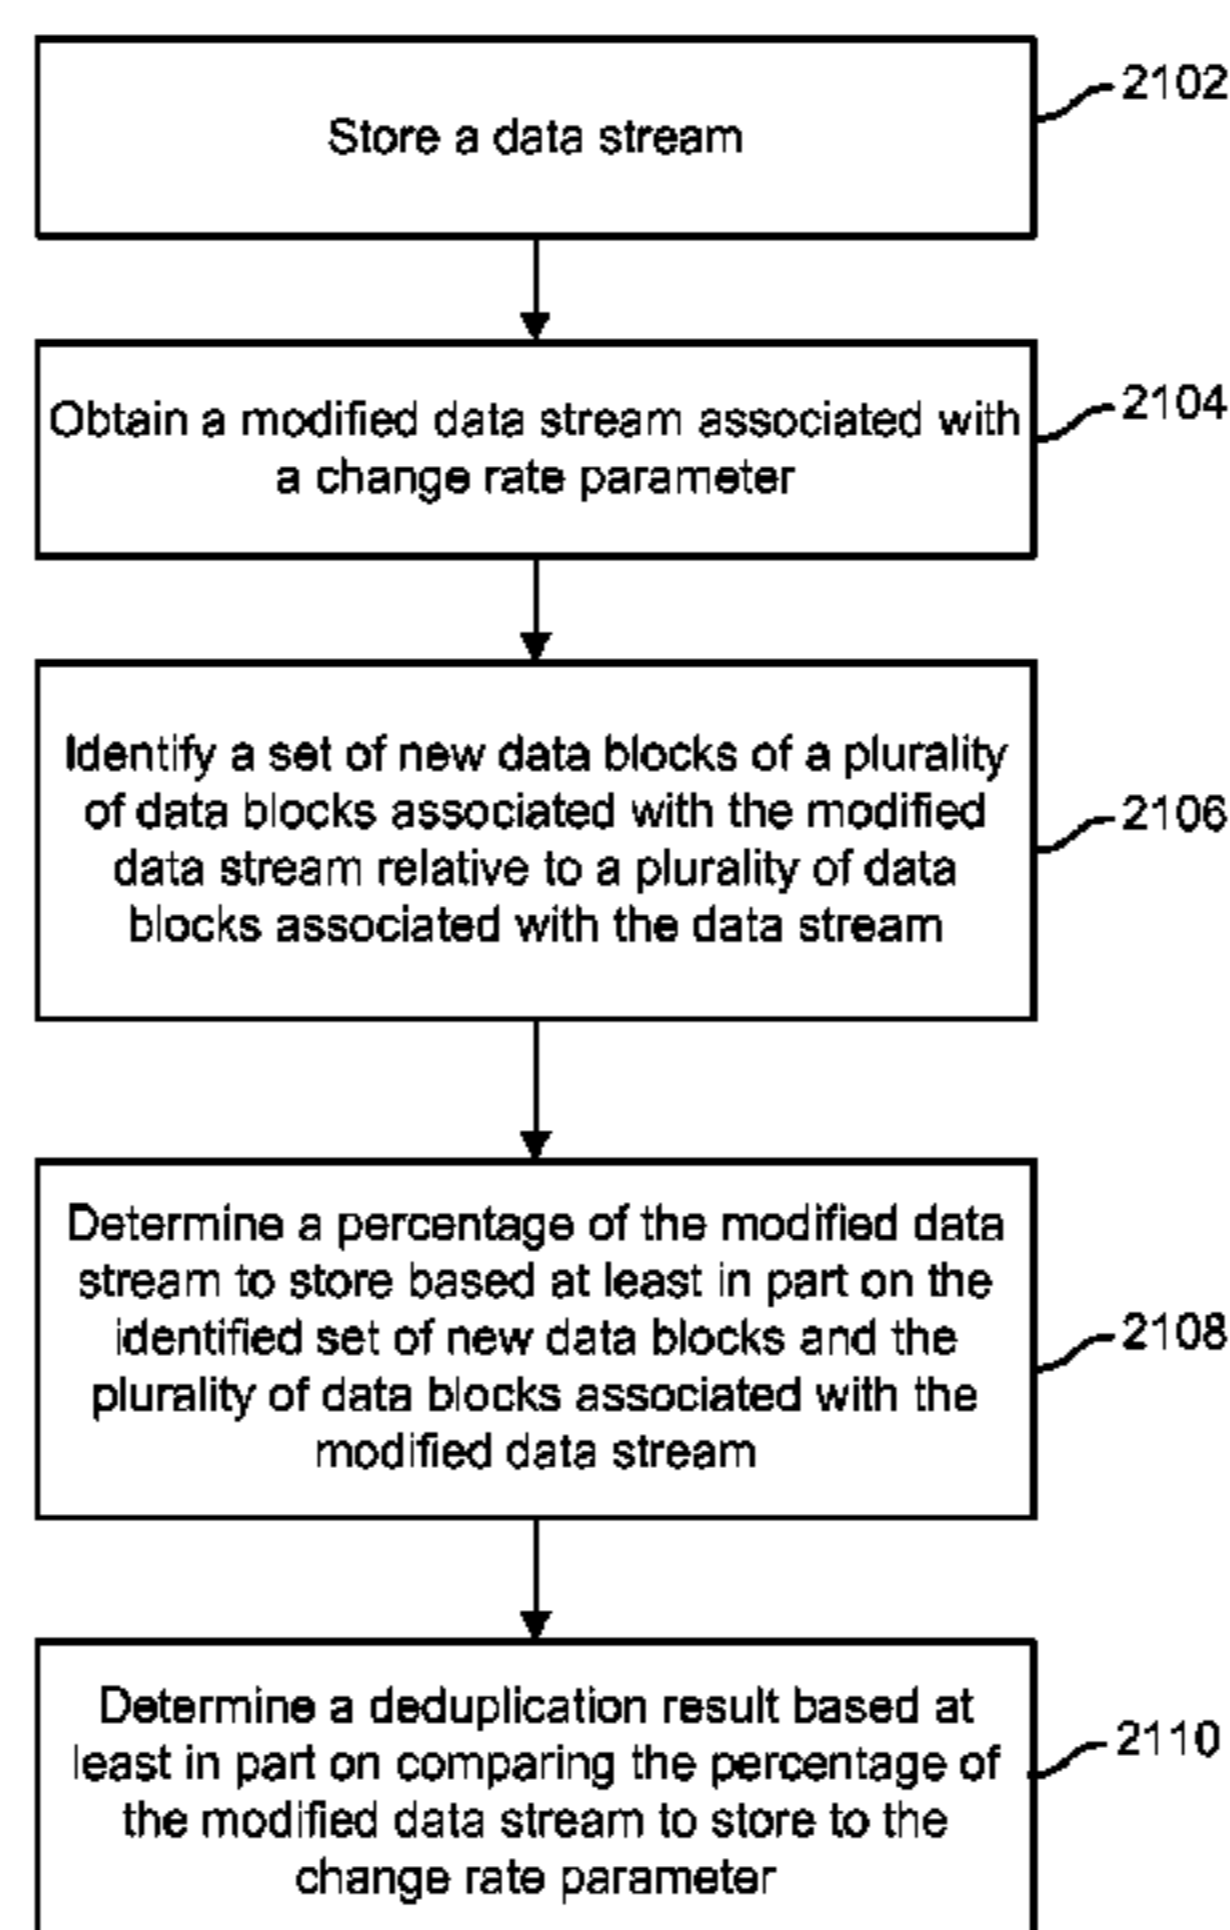 Store a data stream
2102
Obtain a modified data stream associated with
a change rate parameter
2104
Identify a set of new data blocks of a plurality
of data blocks associated with the modified
data stream relative to a plurality of data
blocks associated with the data stream
2106
Determine a percentage of the modified data
stream to store based at least in part on the
identified set of new data blocks and the
plurality of data blocks associated with the
modified data stream
2108
Determine a deduplication result based at
least in part on comparing the percentage of
the modified data stream to store to the
change rate parameter
2110